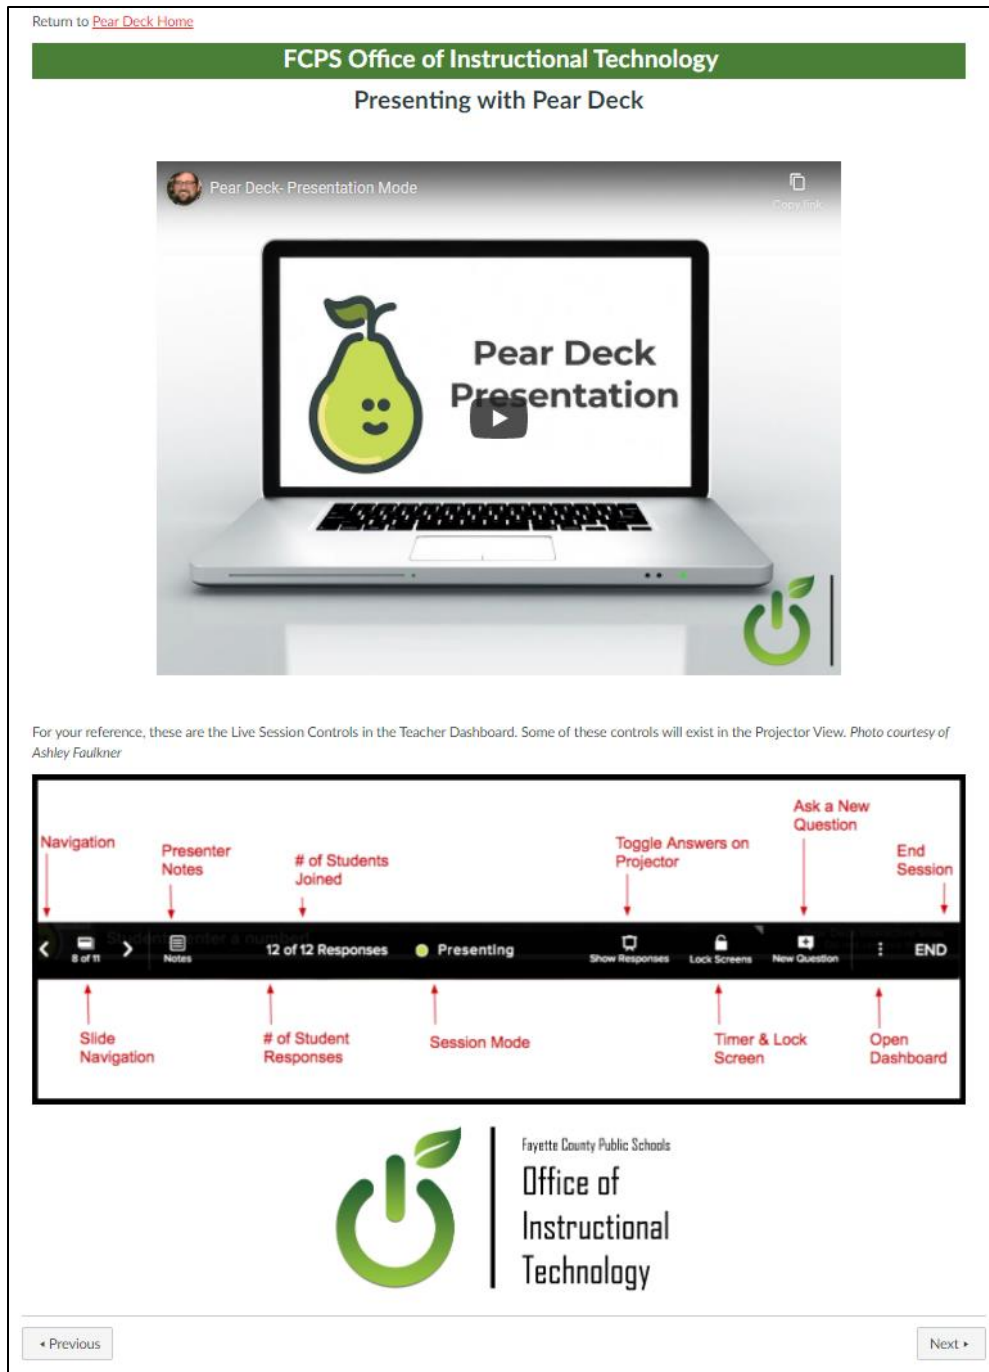 Return to Pear Deck Home
FCPS Office of Instructional Technology
Presenting with Pear Deck
Pear Deck- Presentation Mode
Copy link
Pear Deck
Presentation
For your reference, these are the Live Session Controls in the Teacher Dashboard. Some of these controls will exist in the Projector View. Photo courtesy of
Ashley Faulkner
Navigation
Presenter
Notes
# of Students
Joined
Toggle Answers on
Projector
Ask a New
Question
End
Session
8 of 11
Notes
12 of 12 Responses
Presenting
Show Responses
Lock Screens
New Question
END
Slide
Navigation
# of Student
Responses
Session Mode
Timer & Lock
Screen
Open
Dashboard
Fayette County Public Schools
Office of
Instructional
Technology
Previous
Next